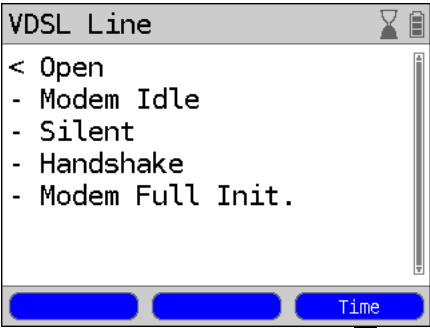 VDSL Line
< Open
- Modem Idle
- Silent
- Handshake
- Modem Full Init.
Time